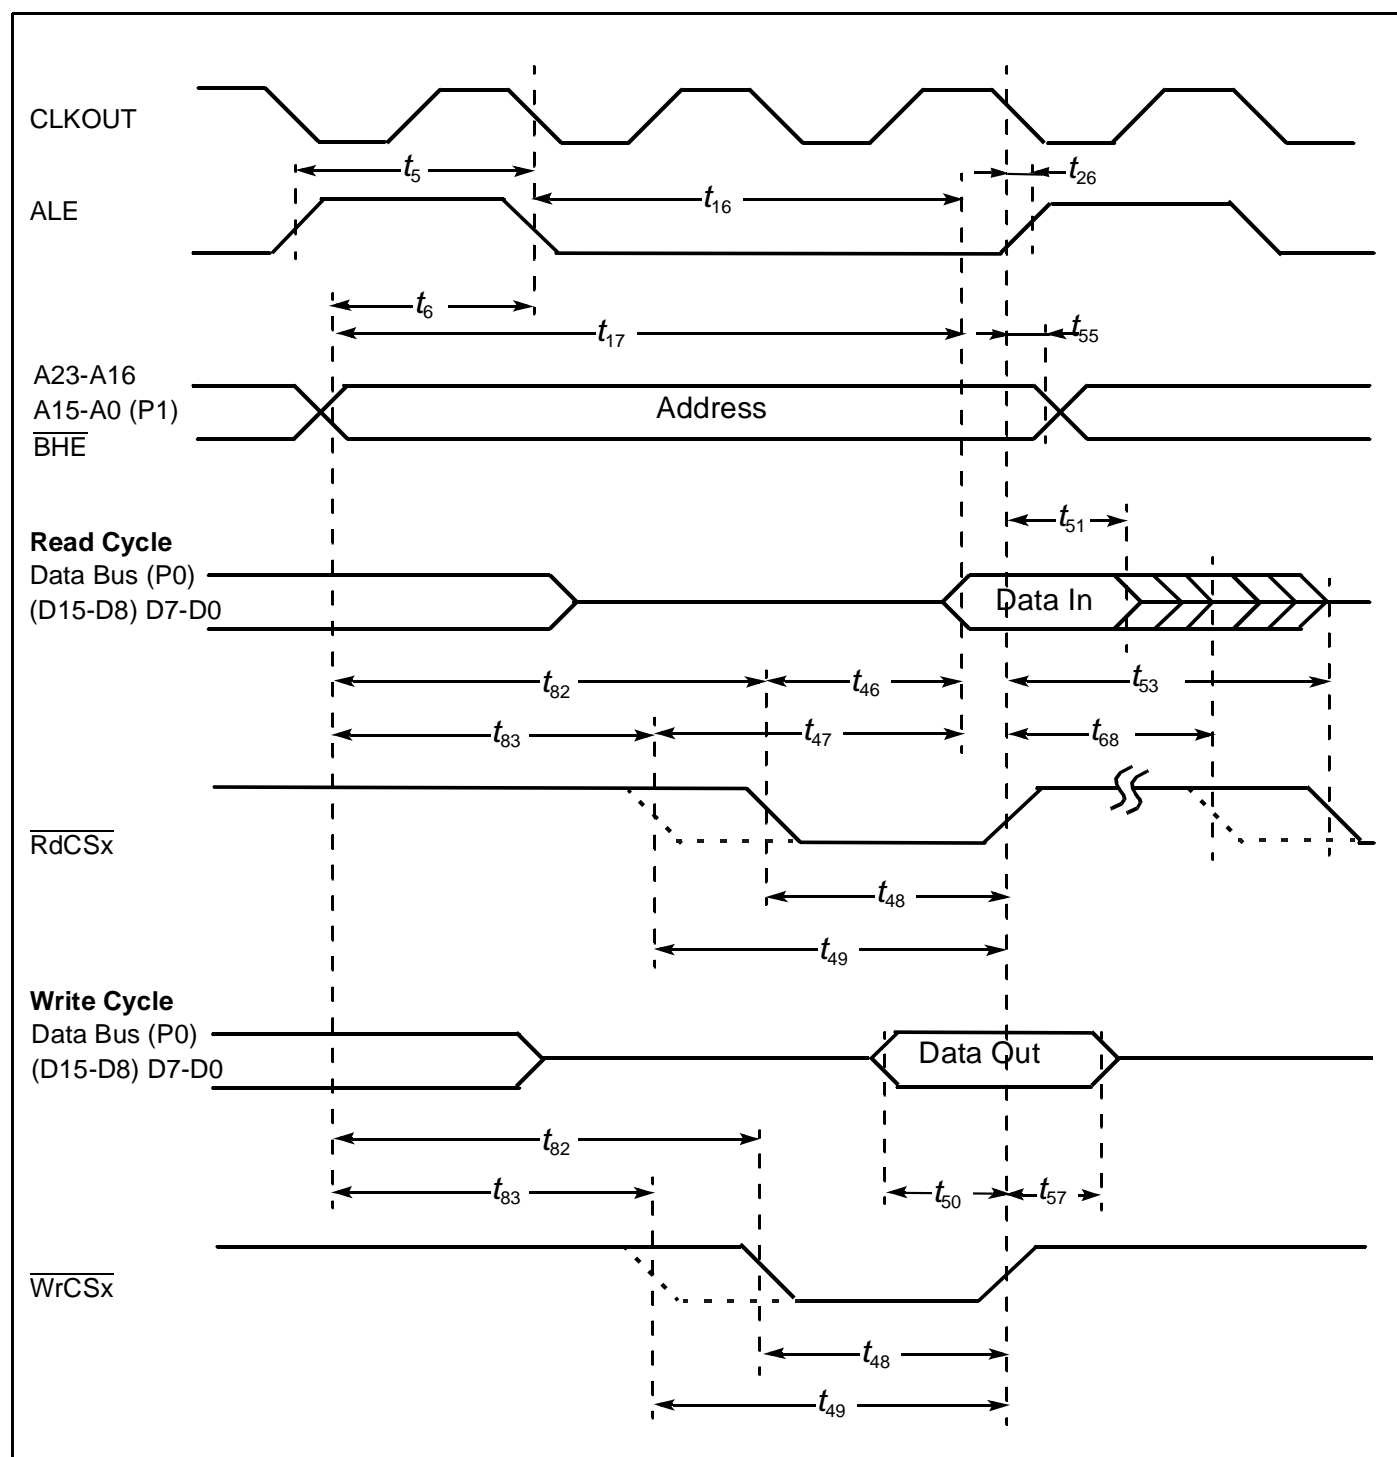 CLKOUT
t5
t26
t16
ALE
t6
t17
t55
A23-A16
A15-A0 (P1)
Address
BHE
t51
Read Cycle
Data Bus (P0)
(D15-D8) D7-D0
Data In
t82
t46
t53
t83
t47
t68
RdCSx
t48
t49
Write Cycle
Data Bus (P0)
Data Out
(D15-D8) D7-D0
t82
t83
t50
t57
WrCSx
t48
t49